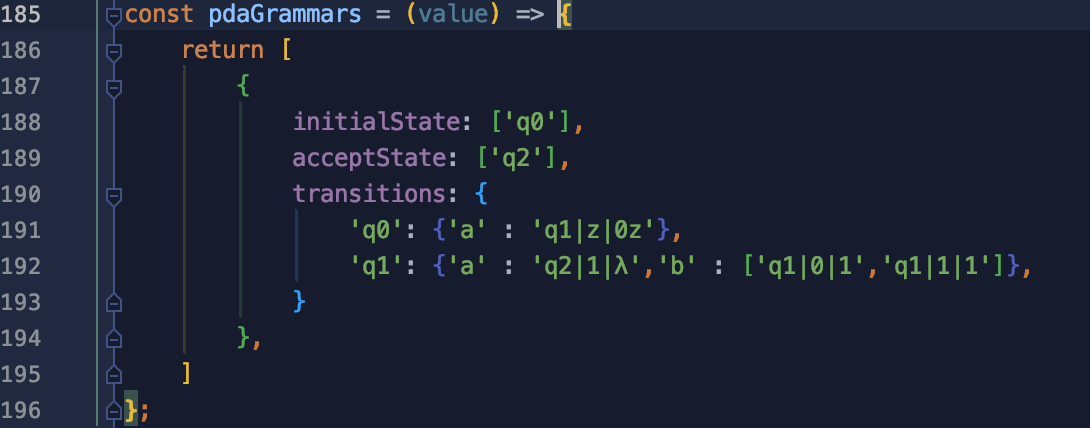 185 const pdaGrammars = (value) => {
186 return [
187 {
188 initialState: ['q0'],
189 acceptState: ['q2'],
190 transitions: {
191 'q0': {'a' : 'q1|z|0z'},
192 'q1': {'a' : 'q2|1|λ','b' : ['q1|0|1','q1|1|1']},
193 }
194 },
195 ]
196 };